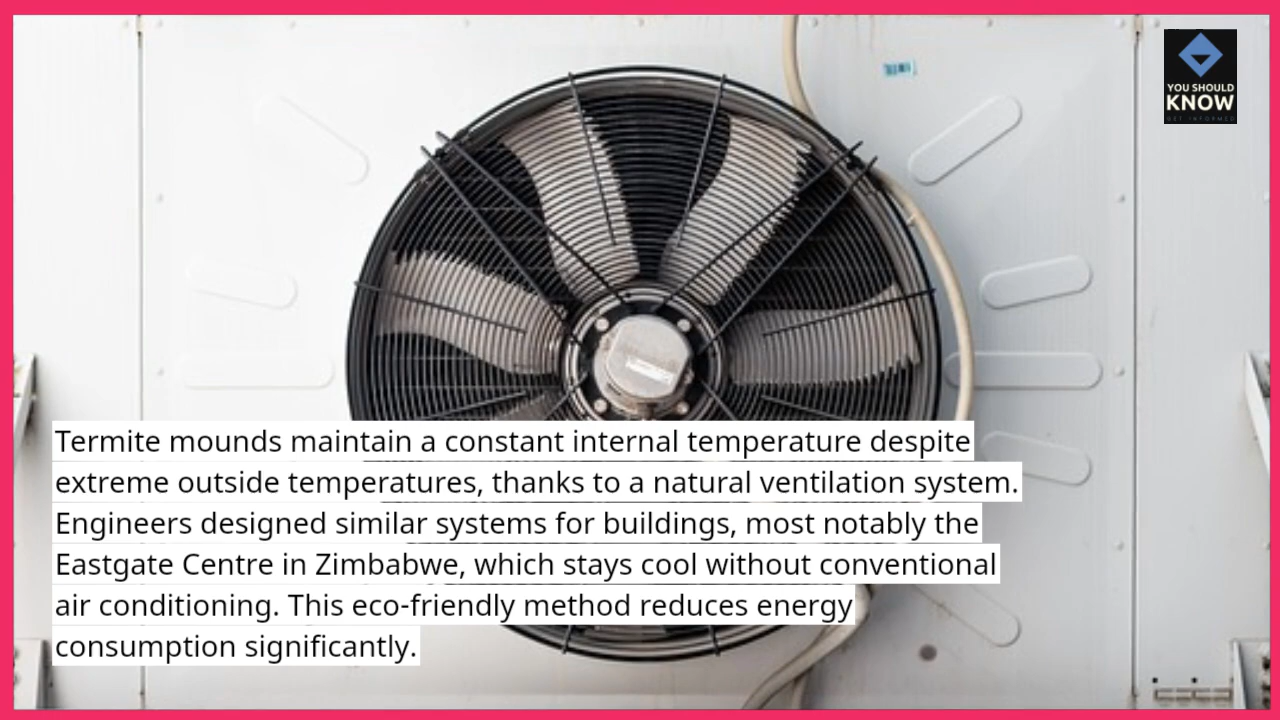 YOU SHOULD
KNOW
GET INFORMED
Termite mounds maintain a constant internal temperature despite
extreme outside temperatures, thanks to a natural ventilation system.
Engineers designed similar systems for buildings, most notably the
Eastgate Centre in Zimbabwe, which stays cool without conventional
air conditioning. This eco-friendly method reduces energy
consumption significantly.